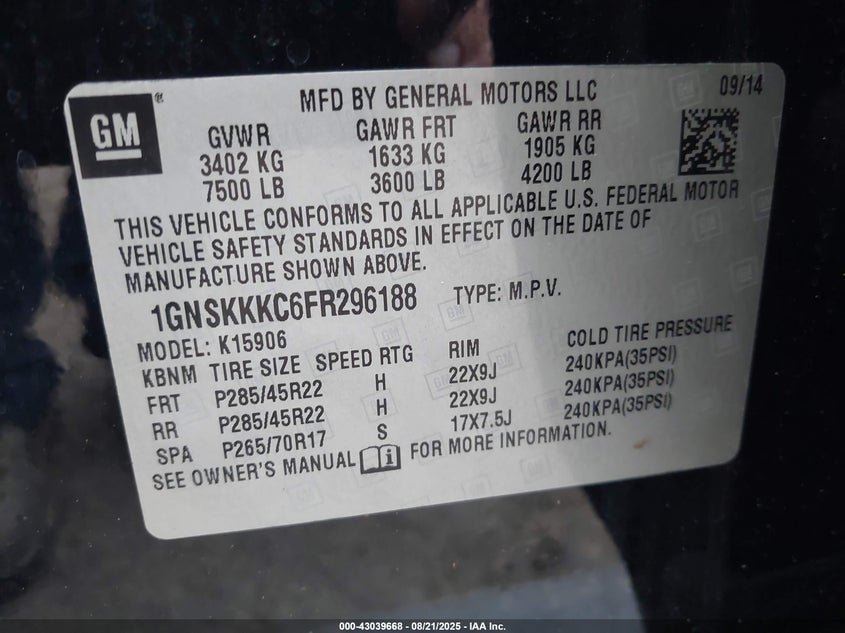 GM ® MFD BY GENERAL MOTORS LLC 09/14
GVWR GAWR FRT GAWR RR
3402 KG 1633 KG 1905 KG
7500 LB 3600 LB 4200 LB
THIS VEHICLE CONFORMS TO ALL APPLICABLE U.S. FEDERAL MOTOR
VEHICLE SAFETY STANDARDS IN EFFECT ON THE DATE OF
MANUFACTURE SHOWN ABOVE.
1GNSKKKC6FR296188 TYPE: M.P.V.
MODEL: K15906
KBNM TIRE SIZE SPEED RTG RIM COLD TIRE PRESSURE
FRT P285/45R22 H 22X9J 240KPA(35PSI)
RR P285/45R22 H 22X9J 240KPA(35PSI)
SPA P265/70R17 S 17X7.5J 240KPA(35PSI)
SEE OWNER'S MANUAL FOR MORE INFORMATION.
000-43039668 - 08/21/2025 - IAA Inc.